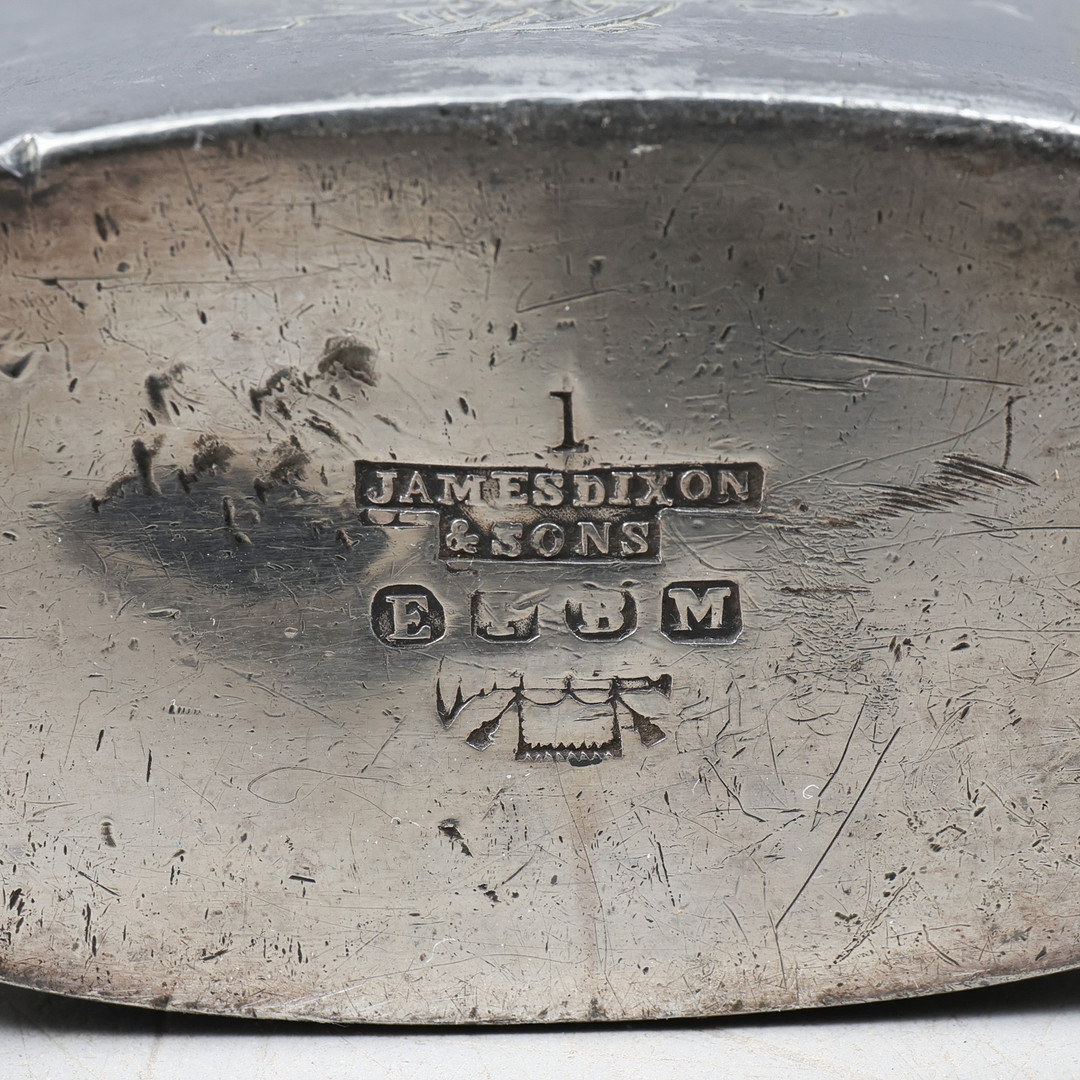 1
JAMES DIXON
& SONS
E P B M